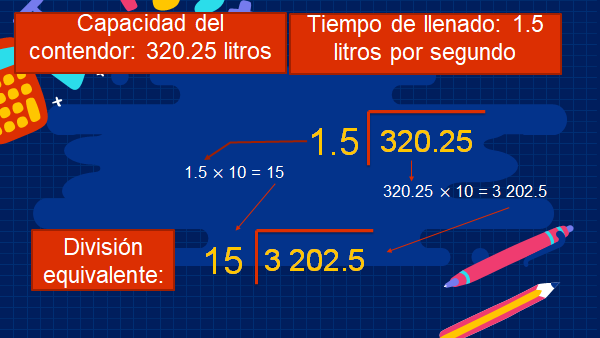 Capacidad del
contendor: 320.25 litros
Tiempo de llenado: 1.5
litros por segundo
1.5 320.25
1.5 × 10 = 15
320.25 × 10 = 3 202.5
División
equivalente:
15 3 202.5